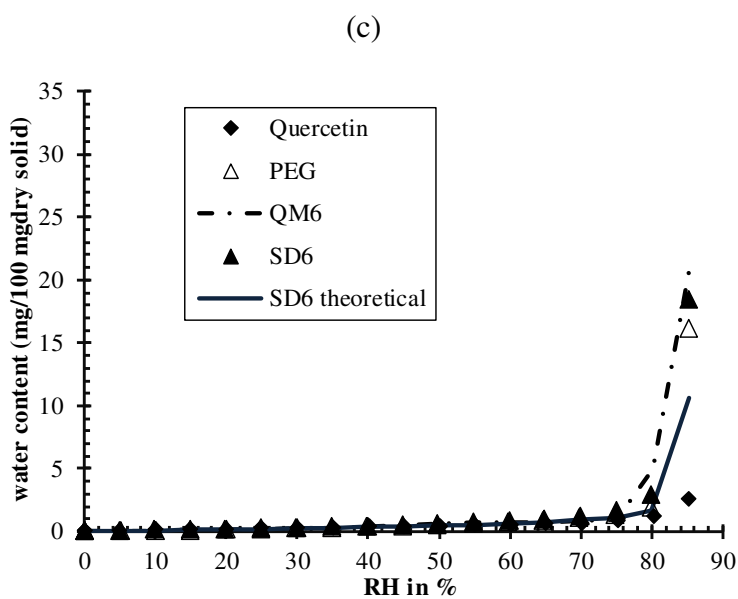 (c)
35
30
25
20
15
10
5
0
water content (mg/100 mgdry solid)
Quercetin
PEG
QM6
SD6
SD6 theoretical
0 10 20 30 40 50 60 70 80 90
RH in %